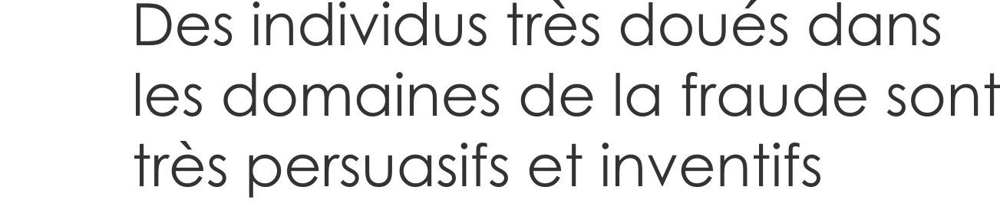 Des individus très doués dans
les domaines de la fraude sont
très persuasifs et inventifs